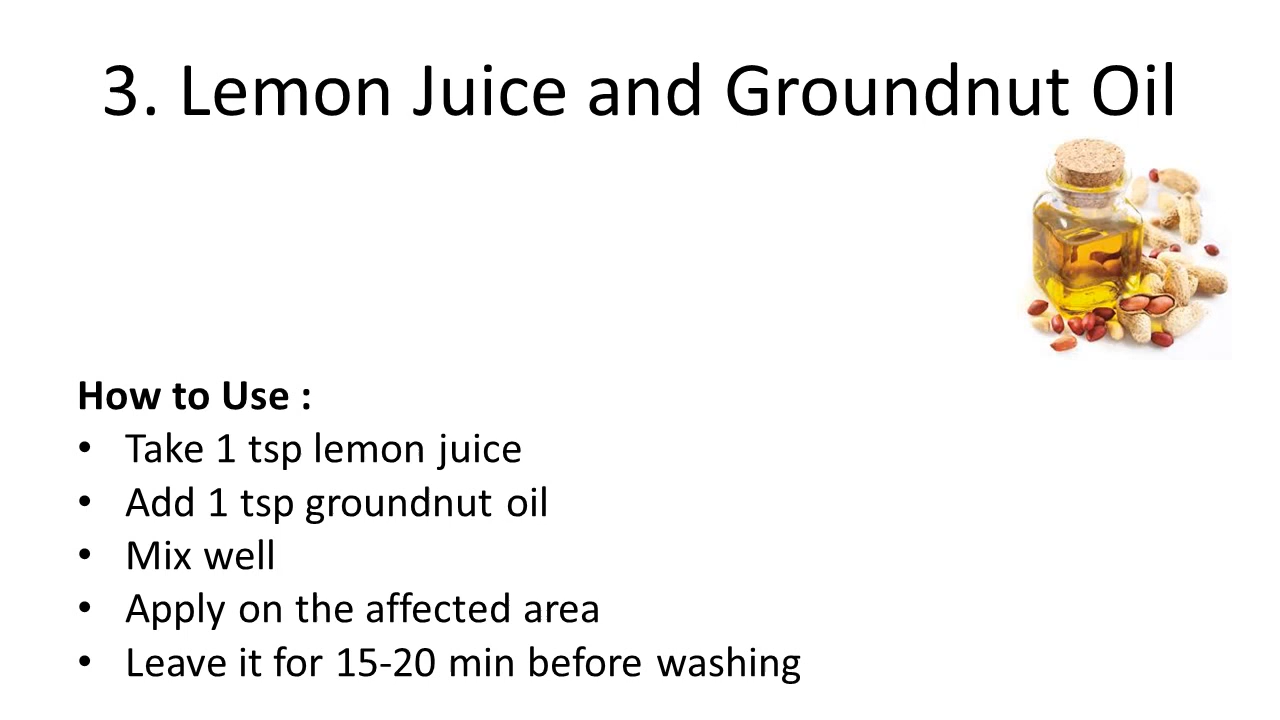 3. Lemon Juice and Groundnut Oil
How to Use :
• Take 1 tsp lemon juice
• Add 1 tsp groundnut oil
• Mix well
• Apply on the affected area
• Leave it for 15-20 min before washing